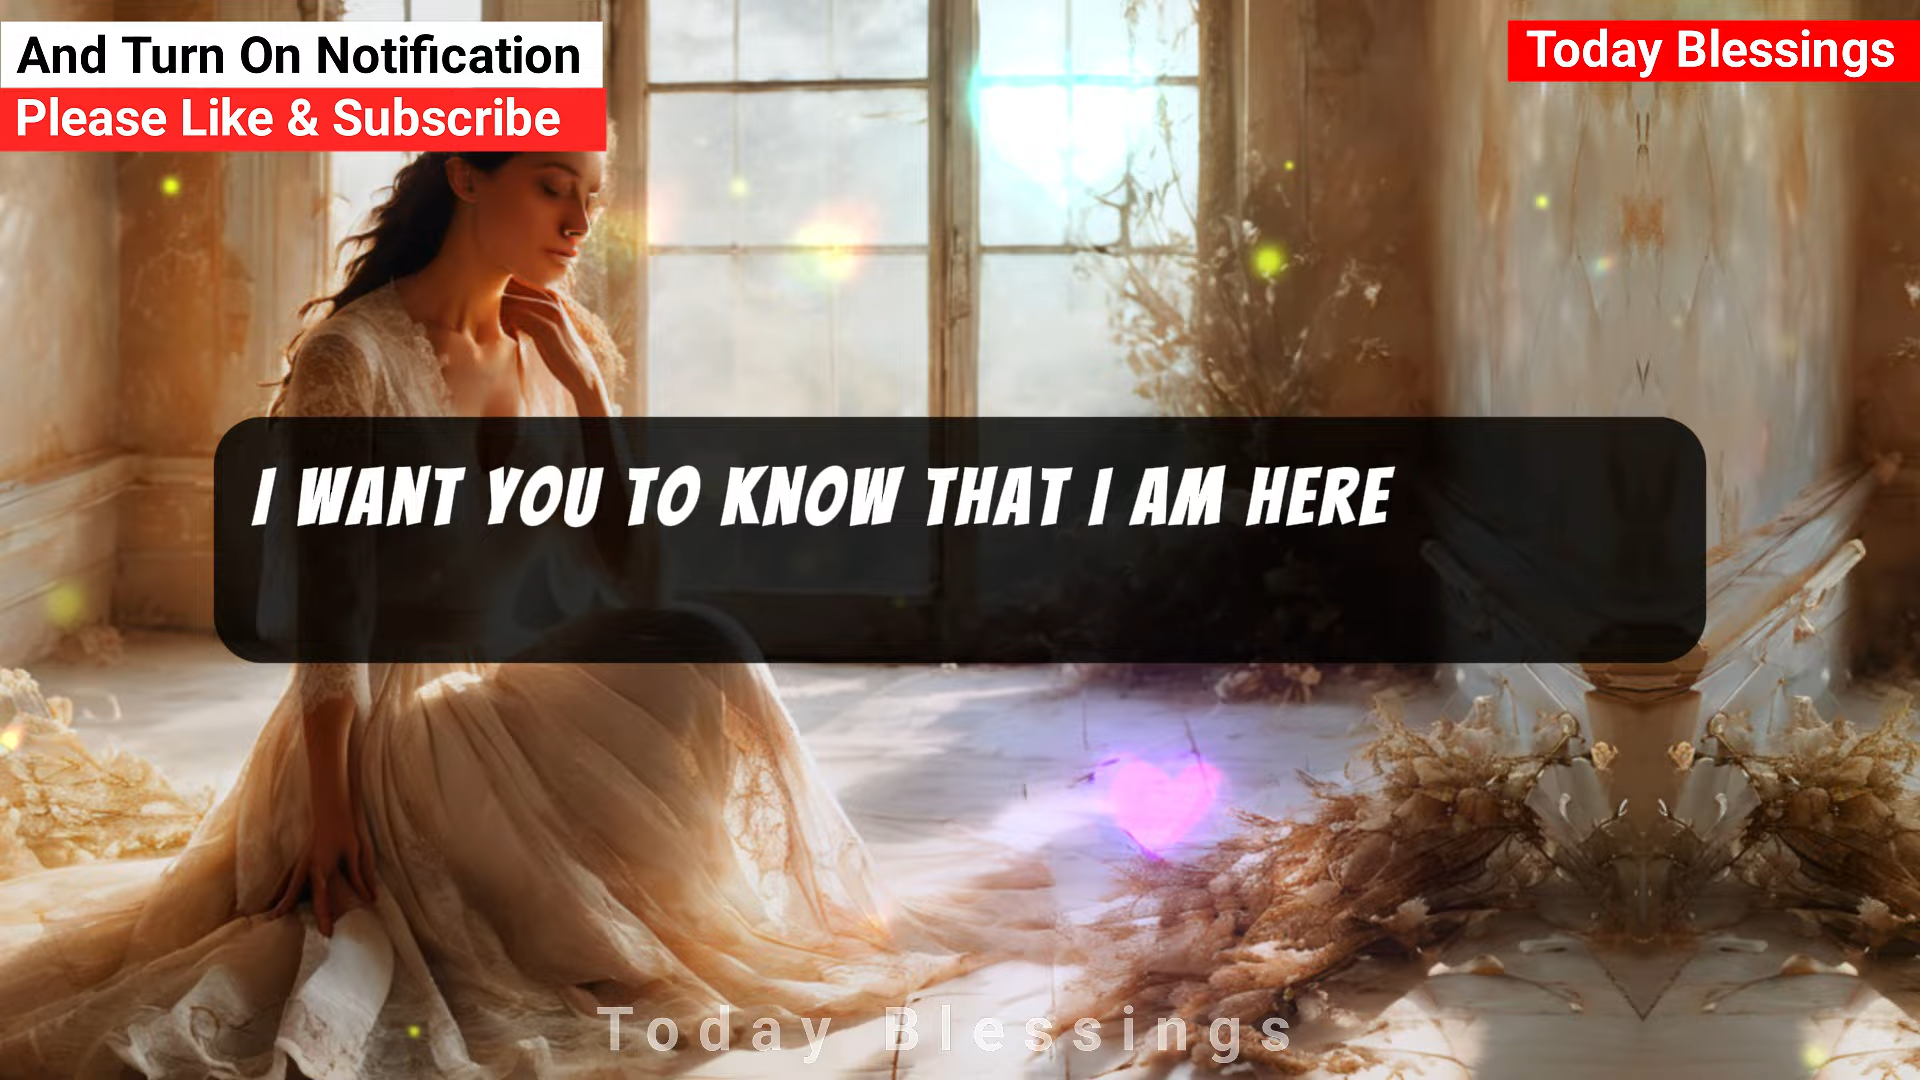 And Turn On Notification
Please Like & Subscribe
Today Blessings
I WANT YOU TO KNOW THAT I AM HERE
Today Blessings